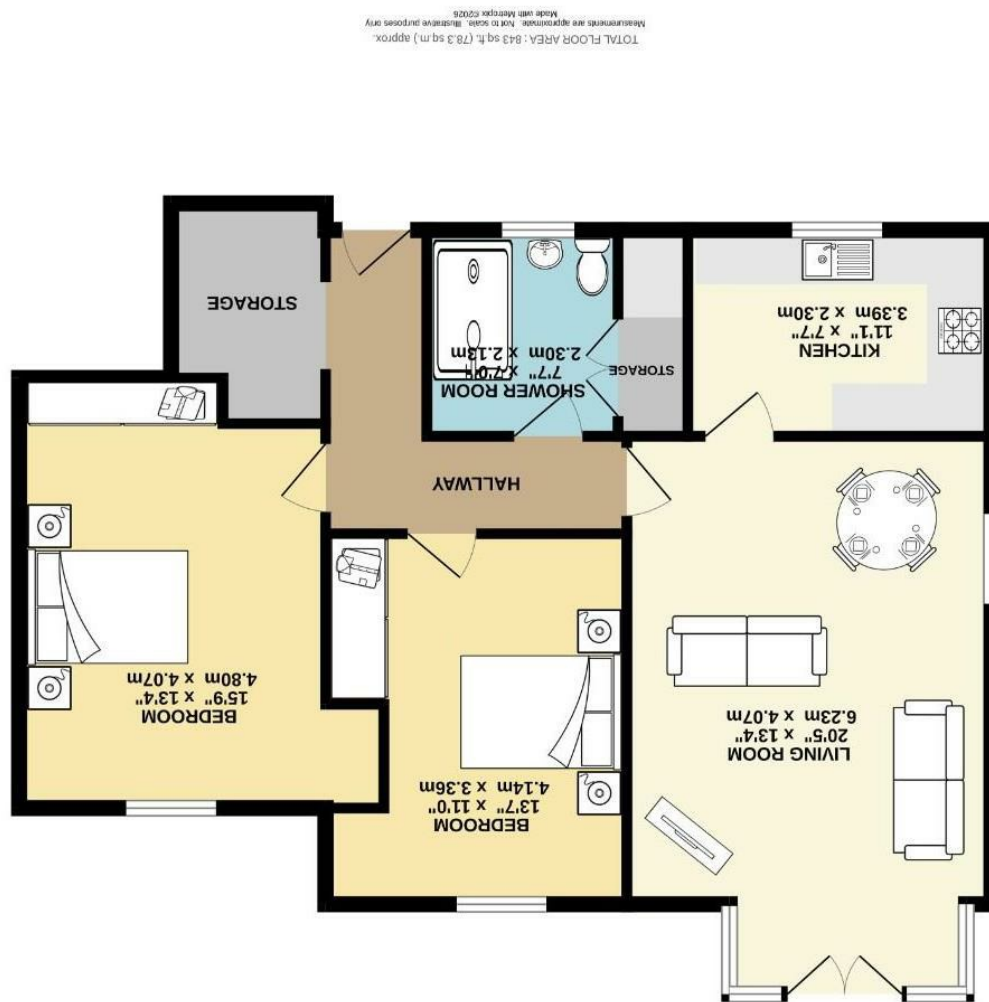 LIVING ROOM
20'5" x 13'4"
6.23m x 4.07m
BEDROOM
13'7" x 11'0"
4.14m x 3.36m
BEDROOM
15'9" x 13'4"
4.80m x 4.07m
HALLWAY
KITCHEN
11'1" x 7'7"
3.39m x 2.30m
STORAGE
SHOWER ROOM
7'7" x 7'0"
2.30m x 2.13m
STORAGE
TOTAL FLOOR AREA : 843 sq.ft. (78.3 sq.m.) approx.
Measurements are approximate. Not to scale. Illustrative purposes only
Made with Metropix ©2026